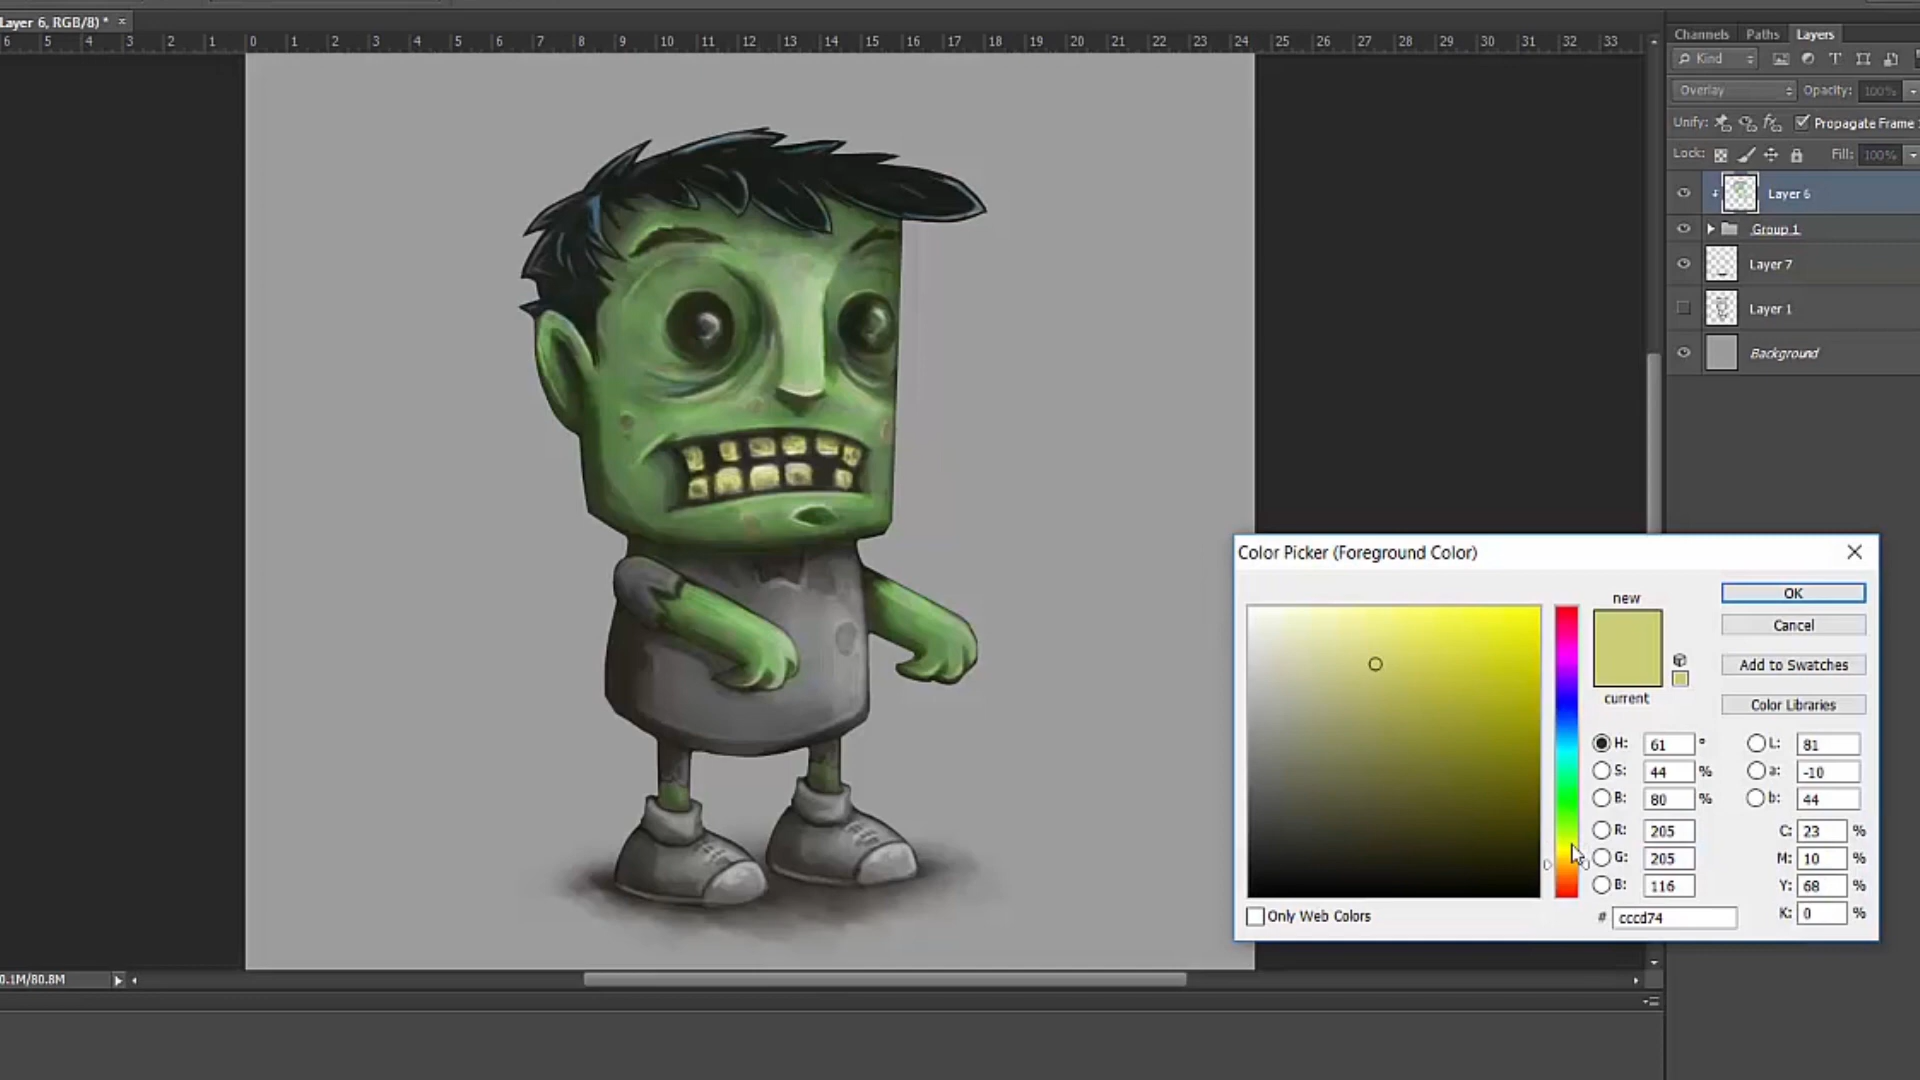 Layer 6, RGB/8) * ×
6 5 4 3 2 1 0 1 2 3 4 5 6 7 8 9 10 11 12 13 14 15 16 17 18 19 20 21 22 23 24 25 26 27 28 29 30 31 32 33
Channels Paths Layers
Kind
Overlay Opacity: 100%
Unify: Propagate Frame
Lock: Fill: 100%
Layer 6
Group 1
Layer 7
Layer 1
Background
Color Picker (Foreground Color)
new
OK
Cancel
Add to Swatches
current
Color Libraries
H: 61 ° L: 81
S: 44 % a: -10
B: 80 % b: 44
R: 205 C: 23 %
G: 205 M: 10 %
B: 116 Y: 68 %
Only Web Colors # cccd74 K: 0 %
0.1M/80.8M